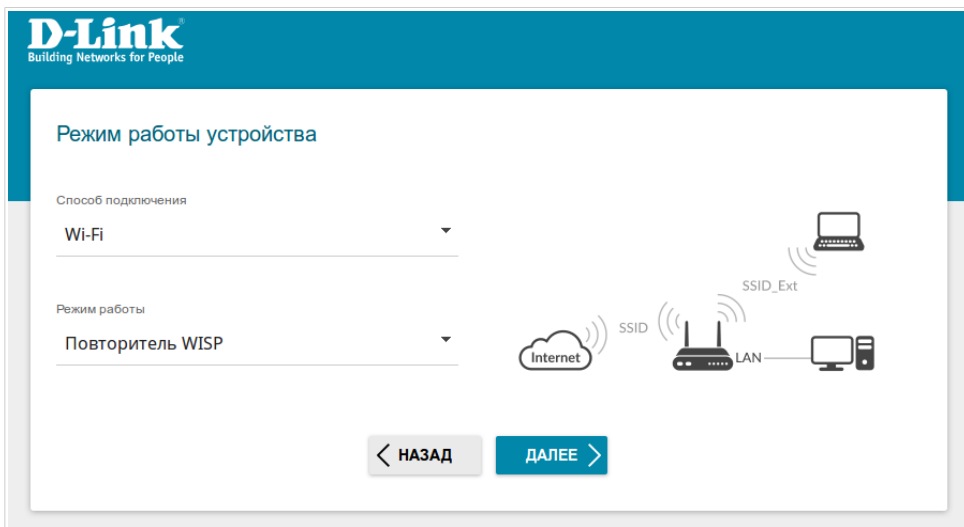 D-Link
Building Networks for People
Режим работы устройства
Способ подключения
Wi-Fi
Режим работы
Повторитель WISP
Internet
SSID
SSID_Ext
LAN
НАЗАД
ДАЛЕЕ